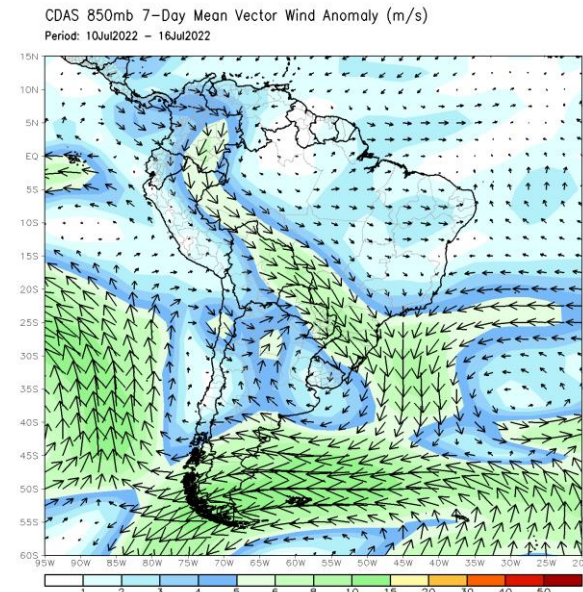 CDAS 850mb 7-Day Mean Vector Wind Anomaly (m/s)
Period: 10Jul2022 - 16Jul2022
15N
10N
5N
EQ
5S
10S
15S
20S
25S
30S
35S
40S
45S
50S
55S
60S
95W 90W 85W 80W 75W 70W 65W 60W 55W 50W 45W 40W 35W 30W 25W 20W
1 2 3 4 5 6 8 10 15 20 30 40 50